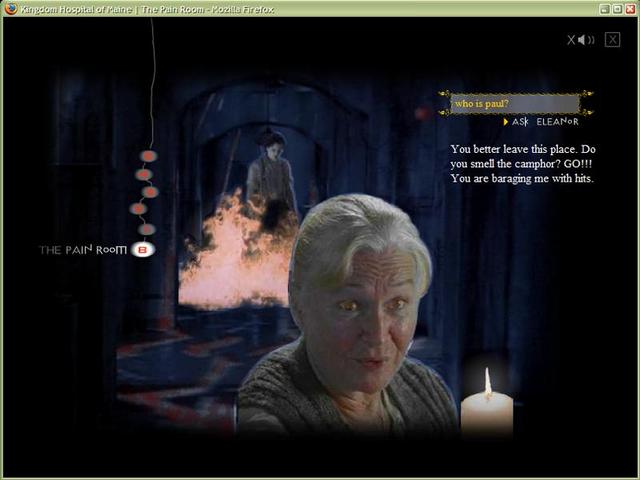 Kingdom Hospital of Maine | The Pain Room - Mozilla Firefox
X
X
who is paul?
ASK ELEANOR
You better leave this place. Do
you smell the camphor? GO!!!
You are baraging me with hits.
THE PAIN ROOM